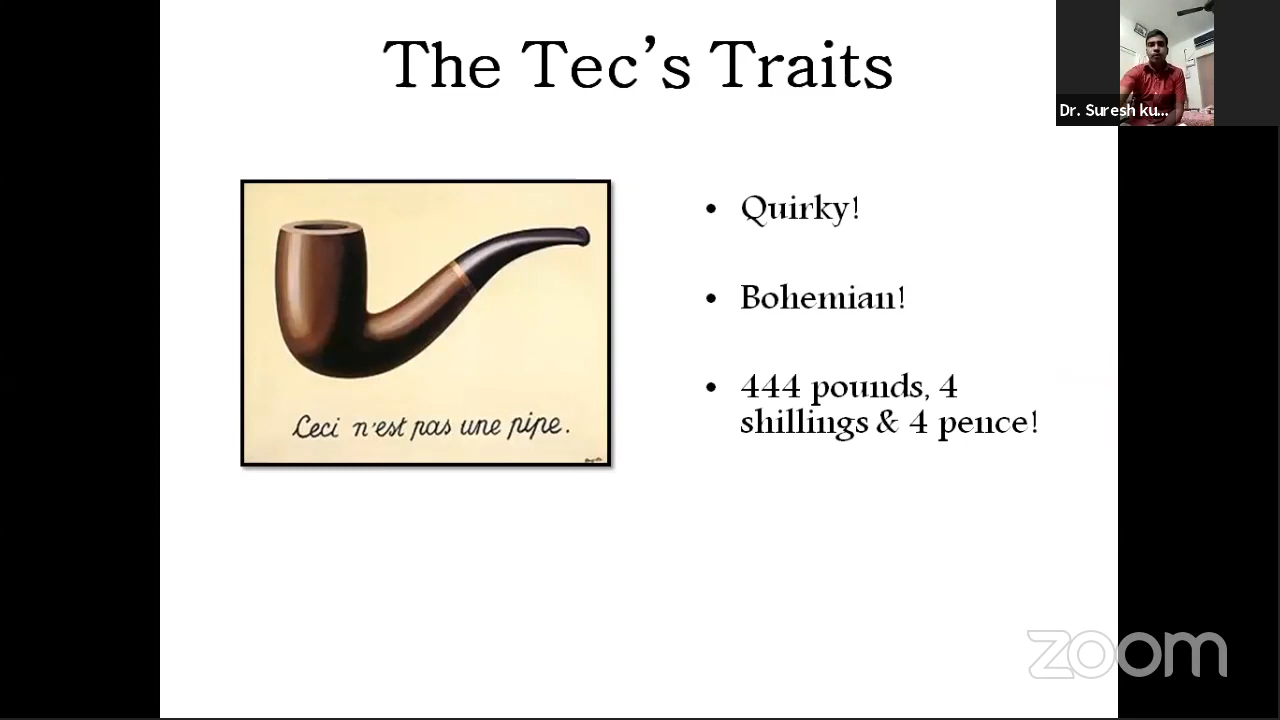 The Tec's Traits
Dr. Suresh ku...
Ceci n'est pas une pipe.
• Quirky!
• Bohemian!
• 444 pounds, 4
shillings & 4 pence!
zoom